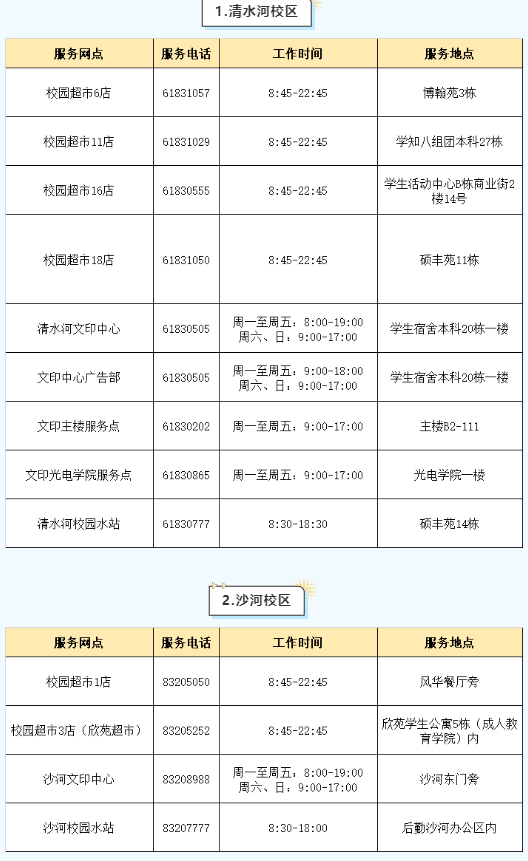 1.清水河校区
服务网点 服务电话 工作时间 服务地点
校园超市6店 61831057 8:45-22:45 博翰苑3栋
校园超市11店 61831029 8:45-22:45 学知八组团本科27栋
校园超市16店 61830555 8:45-22:45 学生活动中心B栋商业街2
楼14号
校园超市18店 61831050 8:45-22:45 硕丰苑11栋
清水河文印中心 61830505 周一至周五：8:00-19:00 学生宿舍本科20栋一楼
周六、日：9:00-17:00
文印中心广告部 61830505 周一至周五：9:00-18:00 学生宿舍本科20栋一楼
周六、日：9:00-17:00
文印主楼服务点 61830202 周一至周五：9:00-17:00 主楼B2-111
文印光电学院服务点 61830865 周一至周五：9:00-17:00 光电学院一楼
清水河校园水站 61830777 8:30-18:30 硕丰苑14栋
2.沙河校区
服务网点 服务电话 工作时间 服务地点
校园超市1店 83205050 8:45-22:45 风华餐厅旁
校园超市3店（欣苑超市） 83205252 8:45-22:45 欣苑学生公寓5栋（成人教
育学院）内
沙河文印中心 83208988 周一至周五：8:00-19:00 沙河东门旁
周六、日：9:00-17:00
沙河校园水站 83207777 8:30-18:00 后勤沙河办公区内